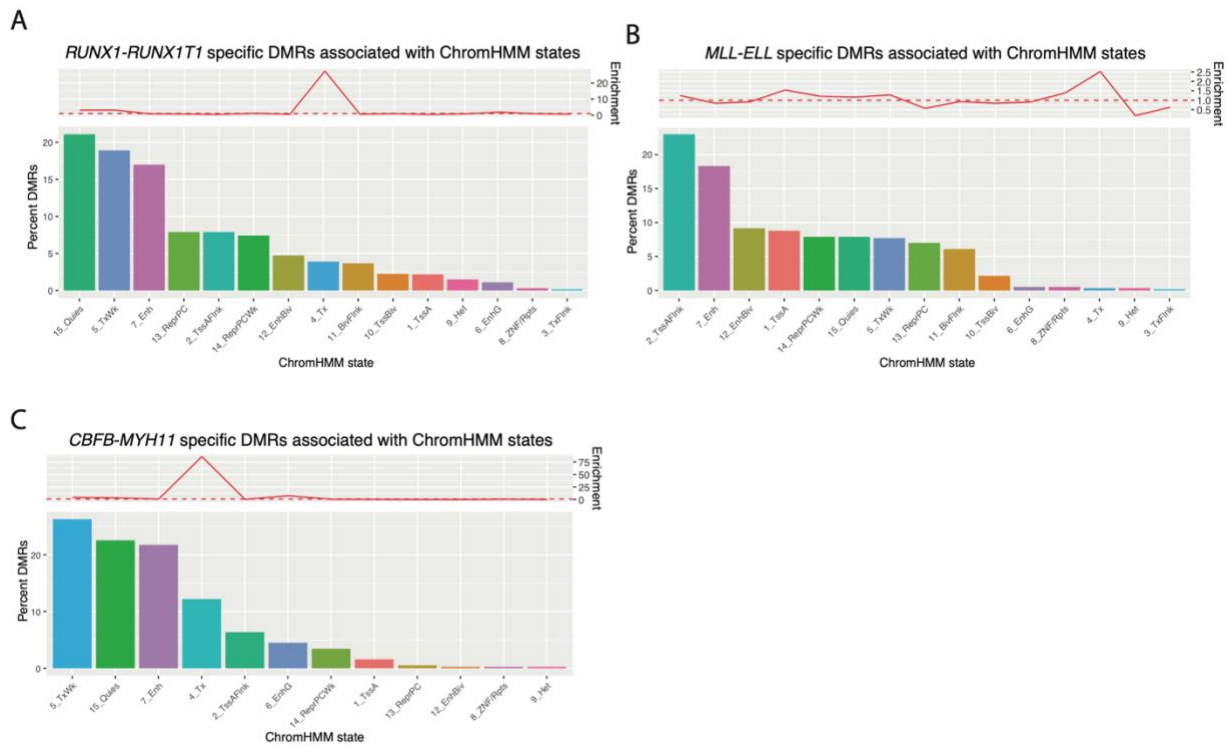 A
RUNX1-RUNX1T1 specific DMRs associated with ChromHMM states
Enrichment
20
10
0
Percent DMRs
20
15
10
5
0
15_Quies
5_TxWk
7_Enh
13_ReprPC
2_TssAFlnk
14_ReprPCWk
12_EnhBiv
4_Tx
11_BivFlnk
10_TssBiv
1_TssA
9_Het
6_EnhG
8_ZNF/Rpts
3_TxFlnk
ChromHMM state
B
MLL-ELL specific DMRs associated with ChromHMM states
Enrichment
2.5
2.0
1.5
1.0
0.5
Percent DMRs
20
15
10
5
0
2_TssAFlnk
7_Enh
12_EnhBiv
1_TssA
14_ReprPCWk
15_Quies
5_TxWk
13_ReprPC
11_BivFlnk
10_TssBiv
6_EnhG
8_ZNF/Rpts
4_Tx
9_Het
3_TxFlnk
ChromHMM state
C
CBFB-MYH11 specific DMRs associated with ChromHMM states
Enrichment
75
50
25
0
Percent DMRs
20
10
0
5_TxWk
15_Quies
7_Enh
4_Tx
2_TssAFlnk
6_EnhG
14_ReprPCWk
1_TssA
13_ReprPC
12_EnhBiv
8_ZNF/Rpts
9_Het
ChromHMM state